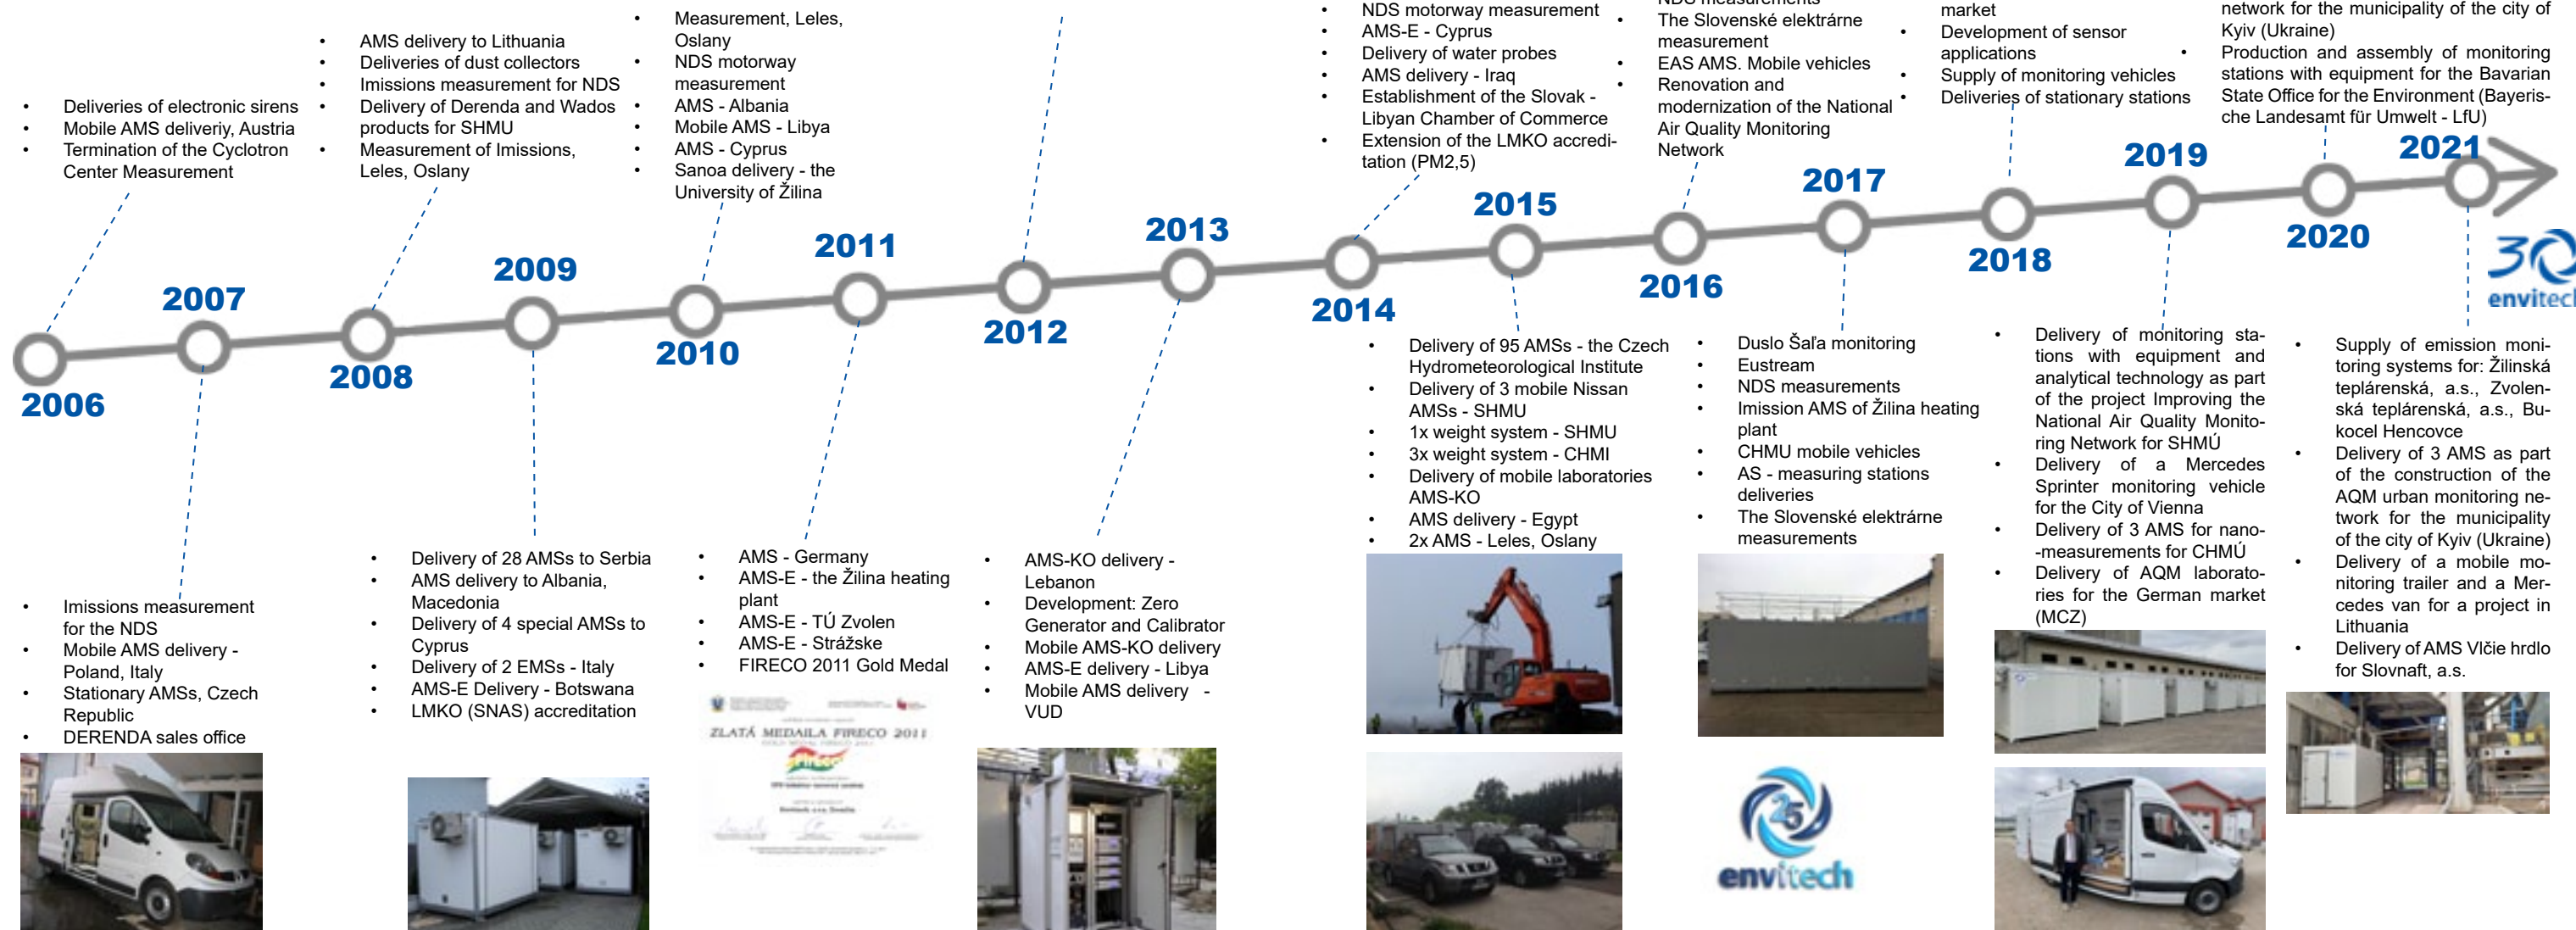 • Deliveries of electronic sirens
• Mobile AMS deliveriy, Austria
• Termination of the Cyclotron
Center Measurement
• AMS delivery to Lithuania
• Deliveries of dust collectors
• Imissions measurement for NDS
• Delivery of Derenda and Wados
products for SHMU
• Measurement of Imissions,
Leles, Oslany
• Measurement, Leles,
Oslany
• NDS motorway
measurement
• AMS - Albania
• Mobile AMS - Libya
• AMS - Cyprus
• Sanoa delivery - the
University of Žilina
• NDS motorway measurement
• AMS-E - Cyprus
• Delivery of water probes
• AMS delivery - Iraq
• Establishment of the Slovak -
Libyan Chamber of Commerce
• Extension of the LMKO accredi-
tation (PM2,5)
NDS measurements
• The Slovenské elektrárne
measurement
• EAS AMS. Mobile vehicles
• Renovation and
modernization of the National
Air Quality Monitoring
Network
market
• Development of sensor
applications
• Supply of monitoring vehicles
• Deliveries of stationary stations
network for the municipality of the city of
Kyiv (Ukraine)
• Production and assembly of monitoring
stations with equipment for the Bavarian
State Office for the Environment (Bayeris-
che Landesamt für Umwelt - LfU)
2006
2007
2008
2009
2010
2011
2012
2013
2014
2015
2016
2017
2018
2019
2020
2021
30
envitech
• Imissions measurement
for the NDS
• Mobile AMS delivery -
Poland, Italy
• Stationary AMSs, Czech
Republic
• DERENDA sales office
• Delivery of 28 AMSs to Serbia
• AMS delivery to Albania,
Macedonia
• Delivery of 4 special AMSs to
Cyprus
• Delivery of 2 EMSs - Italy
• AMS-E Delivery - Botswana
• LMKO (SNAS) accreditation
• AMS - Germany
• AMS-E - the Žilina heating
plant
• AMS-E - TÚ Zvolen
• AMS-E - Strážske
• FIRECO 2011 Gold Medal
ZLATÁ MEDAILA FIRECO 2011
GOLD MEDAL FIRECO 2011
Fireco
• AMS-KO delivery -
Lebanon
• Development: Zero
Generator and Calibrator
• Mobile AMS-KO delivery
• AMS-E delivery - Libya
• Mobile AMS delivery -
VUD
• Delivery of 95 AMSs - the Czech
Hydrometeorological Institute
• Delivery of 3 mobile Nissan
AMSs - SHMU
• 1x weight system - SHMU
• 3x weight system - CHMI
• Delivery of mobile laboratories
AMS-KO
• AMS delivery - Egypt
• 2x AMS - Leles, Oslany
• Duslo Šaľa monitoring
• Eustream
• NDS measurements
• Imission AMS of Žilina heating
plant
• CHMU mobile vehicles
• AS - measuring stations
deliveries
• The Slovenské elektrárne
measurements
25
envitech
• Delivery of monitoring sta-
tions with equipment and
analytical technology as part
of the project Improving the
National Air Quality Monito-
ring Network for SHMÚ
• Delivery of a Mercedes
Sprinter monitoring vehicle
for the City of Vienna
• Delivery of 3 AMS for nano-
-measurements for CHMÚ
• Delivery of AQM laborato-
ries for the German market
(MCZ)
• Supply of emission moni-
toring systems for: Žilinská
teplárenská, a.s., Zvolen-
ská teplárenská, a.s., Bu-
kocel Hencovce
• Delivery of 3 AMS as part
of the construction of the
AQM urban monitoring ne-
twork for the municipality
of the city of Kyiv (Ukraine)
• Delivery of a mobile mo-
nitoring trailer and a Mer-
cedes van for a project in
Lithuania
• Delivery of AMS Vlčie hrdlo
for Slovnaft, a.s.